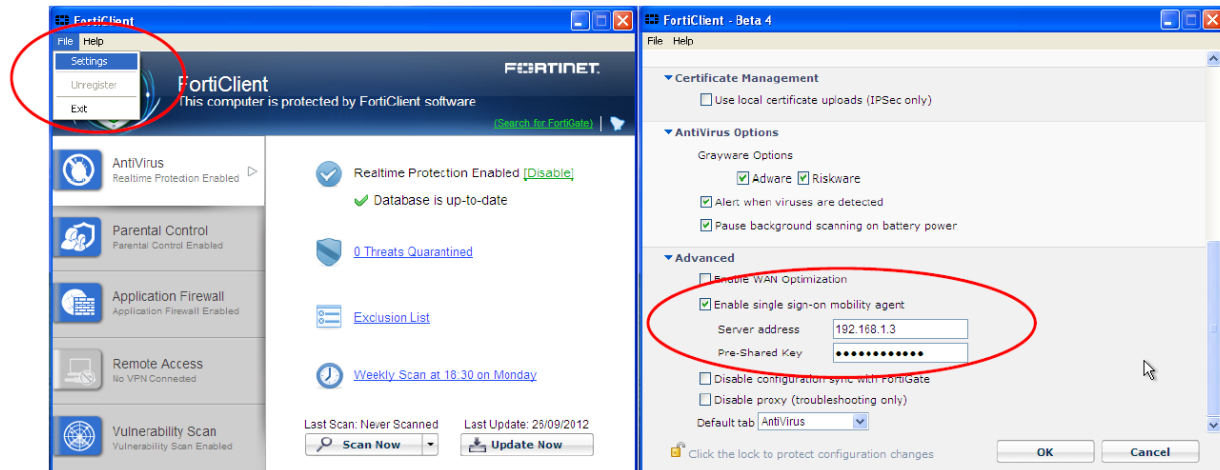 FortiClient
File Help
Settings
Unregister
Exit
FORTINET.
FortiClient
This computer is protected by FortiClient software
(Search for FortiGate)
AntiVirus
Realtime Protection Enabled
Parental Control
Parental Control Enabled
Application Firewall
Application Firewall Enabled
Remote Access
No VPN Connected
Vulnerability Scan
Vulnerability Scan Enabled
Realtime Protection Enabled [Disable]
Database is up-to-date
0 Threats Quarantined
Exclusion List
Weekly Scan at 18:30 on Monday
Last Scan: Never Scanned Last Update: 26/09/2012
Scan Now Update Now
FortiClient - Beta 4
File Help
Certificate Management
Use local certificate uploads (IPSec only)
AntiVirus Options
Grayware Options
Adware Riskware
Alert when viruses are detected
Pause background scanning on battery power
Advanced
Enable WAN Optimization
Enable single sign-on mobility agent
Server address 192.168.1.3
Pre-Shared Key ●●●●●●●●●●●●
Disable configuration sync with FortiGate
Disable proxy (troubleshooting only)
Default tab AntiVirus
Click the lock to protect configuration changes OK Cancel